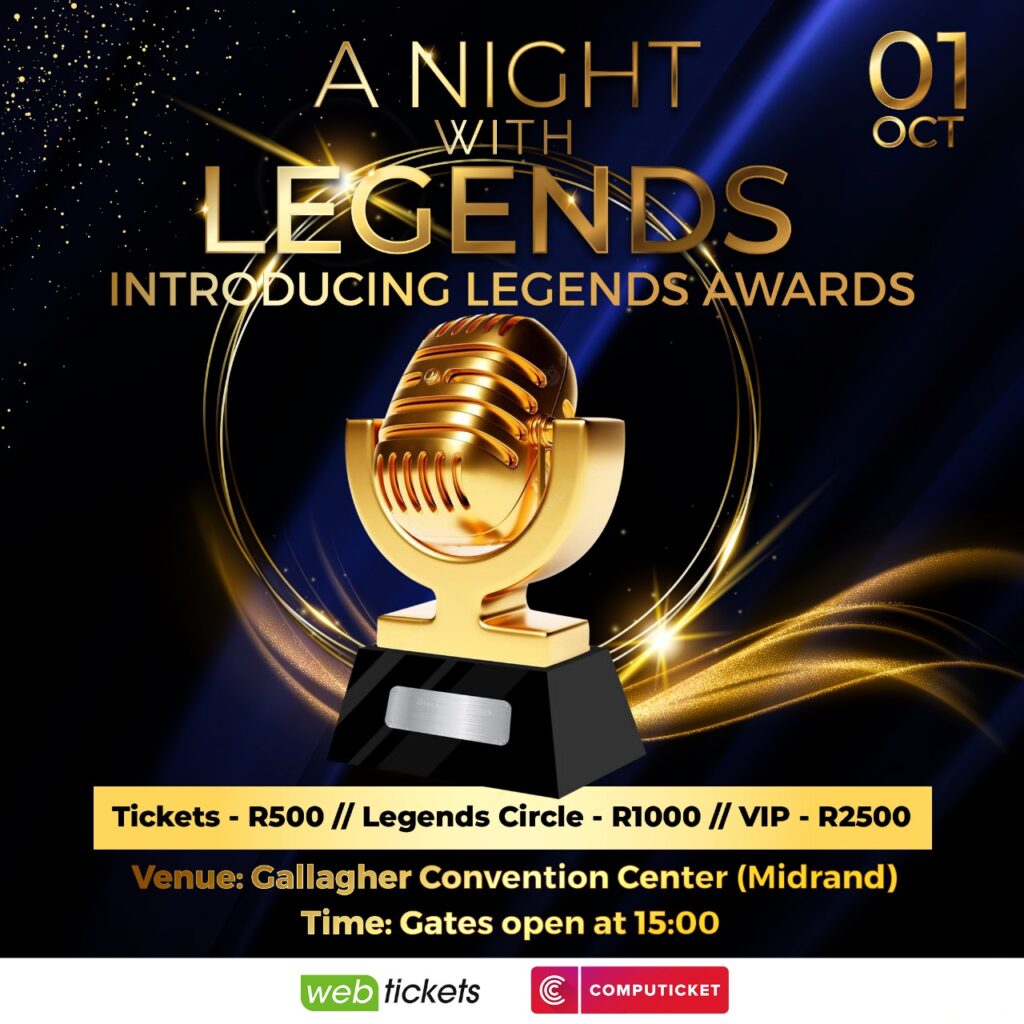 A NIGHT
WITH
LEGENDS
INTRODUCING LEGENDS AWARDS
01
OCT
Tickets - R500 // Legends Circle - R1000 // VIP - R2500
Venue: Gallagher Convention Center (Midrand)
Time: Gates open at 15:00
web tickets
COMPUTICKET